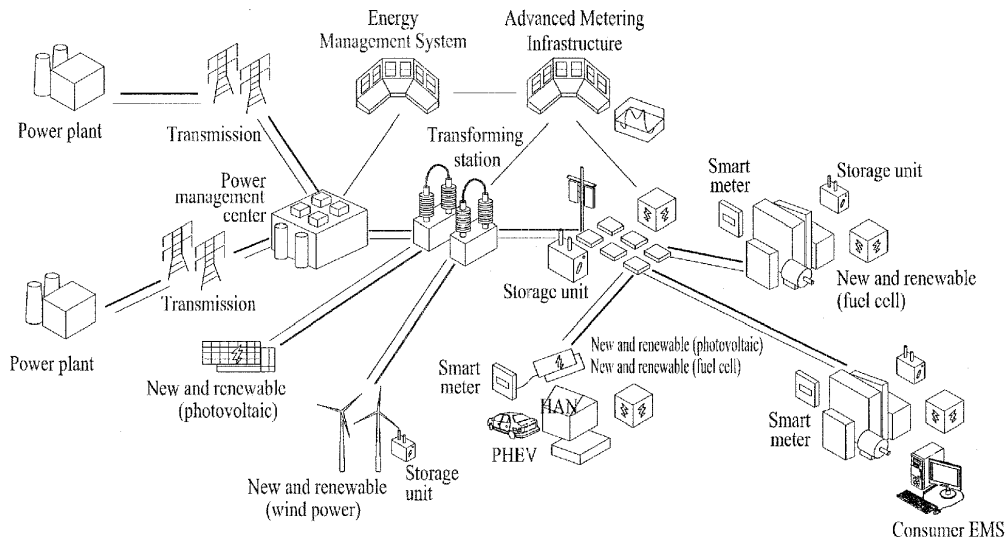 Energy
Management System
Advanced Metering
Infrastructure
Power plant
Transmission
Transforming
station
Power
management
center
Smart
meter
Storage unit
New and renewable
(fuel cell)
Power plant
Transmission
Storage unit
New and renewable
(photovoltaic)
New and renewable
(wind power)
Storage
unit
Smart
meter
New and renewable (photovoltaic)
New and renewable (fuel cell)
HAN
PHEV
Smart
meter
Consumer EMS